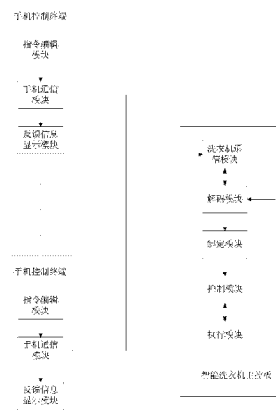 手机控制终端
指令编辑
模块
手机通信
模块
反馈信息
显示模块
手机控制终端
指令编辑
模块
手机通信
模块
反馈信息
显示模块
洗衣机通
信模块
解码模块
绑定模块
控制模块
执行模块
智能洗衣机主控板